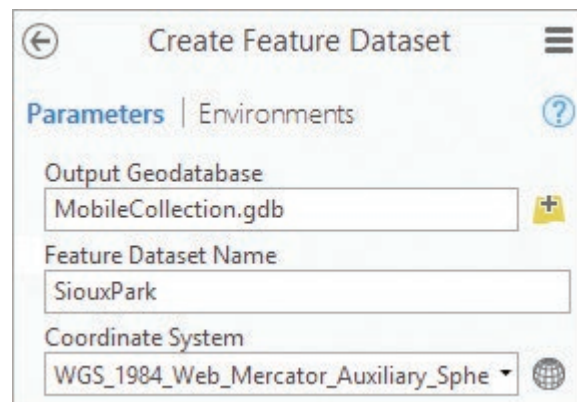 Create Feature Dataset
Parameters | Environments
Output Geodatabase
MobileCollection.gdb
Feature Dataset Name
SiouxPark
Coordinate System
WGS_1984_Web_Mercator_Auxiliary_Sphe